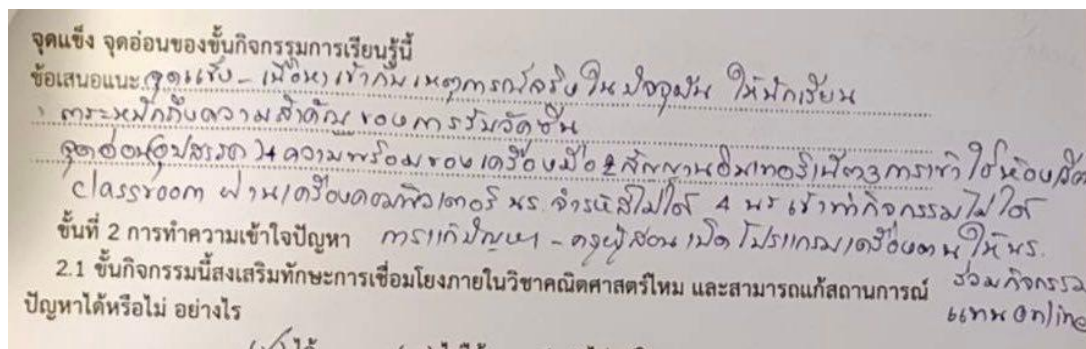 จุดแข็ง จุดอ่อนของขั้นกิจกรรมการเรียนรู้นี้
ข้อเสนอแนะ จุดแข็ง - เนื้อหาเข้ากับเหตุการณ์จริงในปัจจุบัน ให้นักเรียน
ตระหนักถึงความสำคัญของการรับวัคซีน
จุดอ่อน(อุปสรรค) 1 ความพร้อมของเครื่องมือ 2 สัญญานอินเทอร์เน็ต 3 การเข้าใช้ห้อง
classroom ผ่านเครื่องคอมพิวเตอร์ นร. จำรหัสไม่ได้ 4 นร เข้าทำกิจกรรมไม่ได้
ขั้นที่ 2 การทำความเข้าใจปัญหา การแก้ปัญหา - ครูผู้สอน เปิดโปรแกรมเครื่องตน ให้นร.
2.1 ขั้นกิจกรรมนี้สงเสริมทักษะการเชื่อมโยงภายในวิชาคณิตศาสตร์ไหม และสามารถแก้สถานการณ์ ร่วมกิจกรรม
ปัญหาได้หรือไม่ อย่างไร แทน online